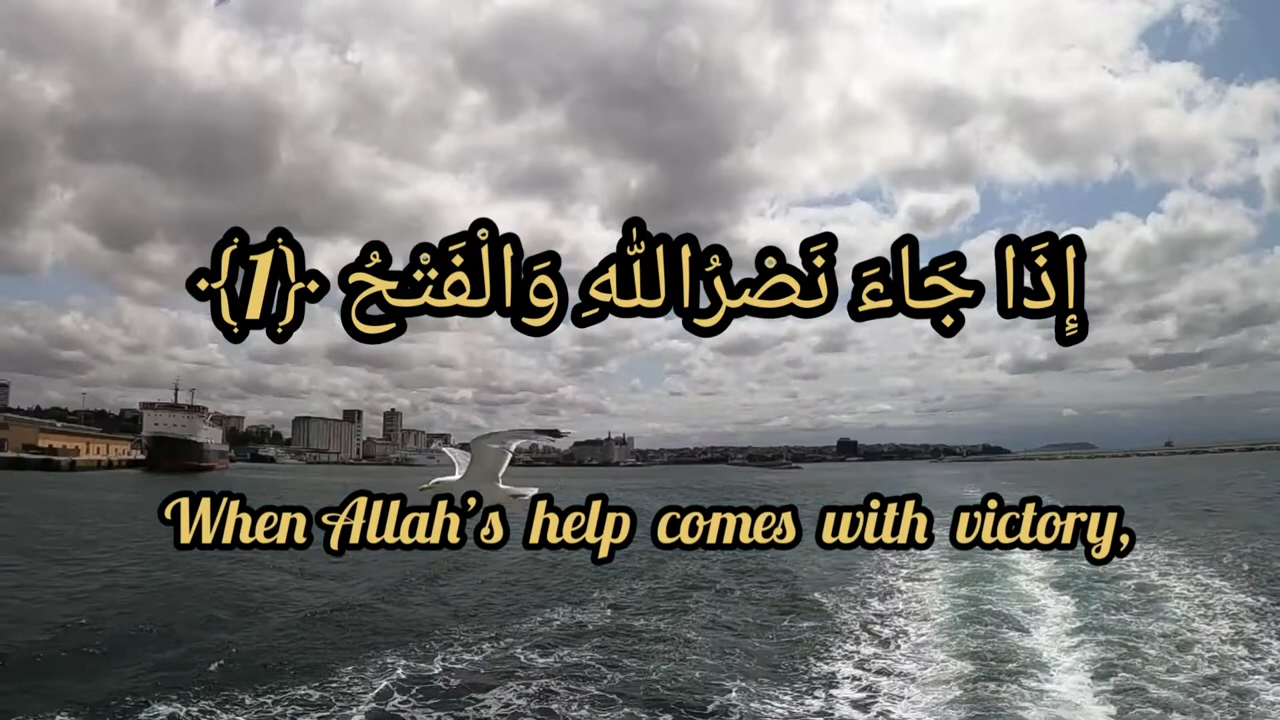 إِذَا جَاءَ نَصْرُاللّٰهِ وَالْفَتْحُ ﴿1﴾
When Allah’s help comes with victory,